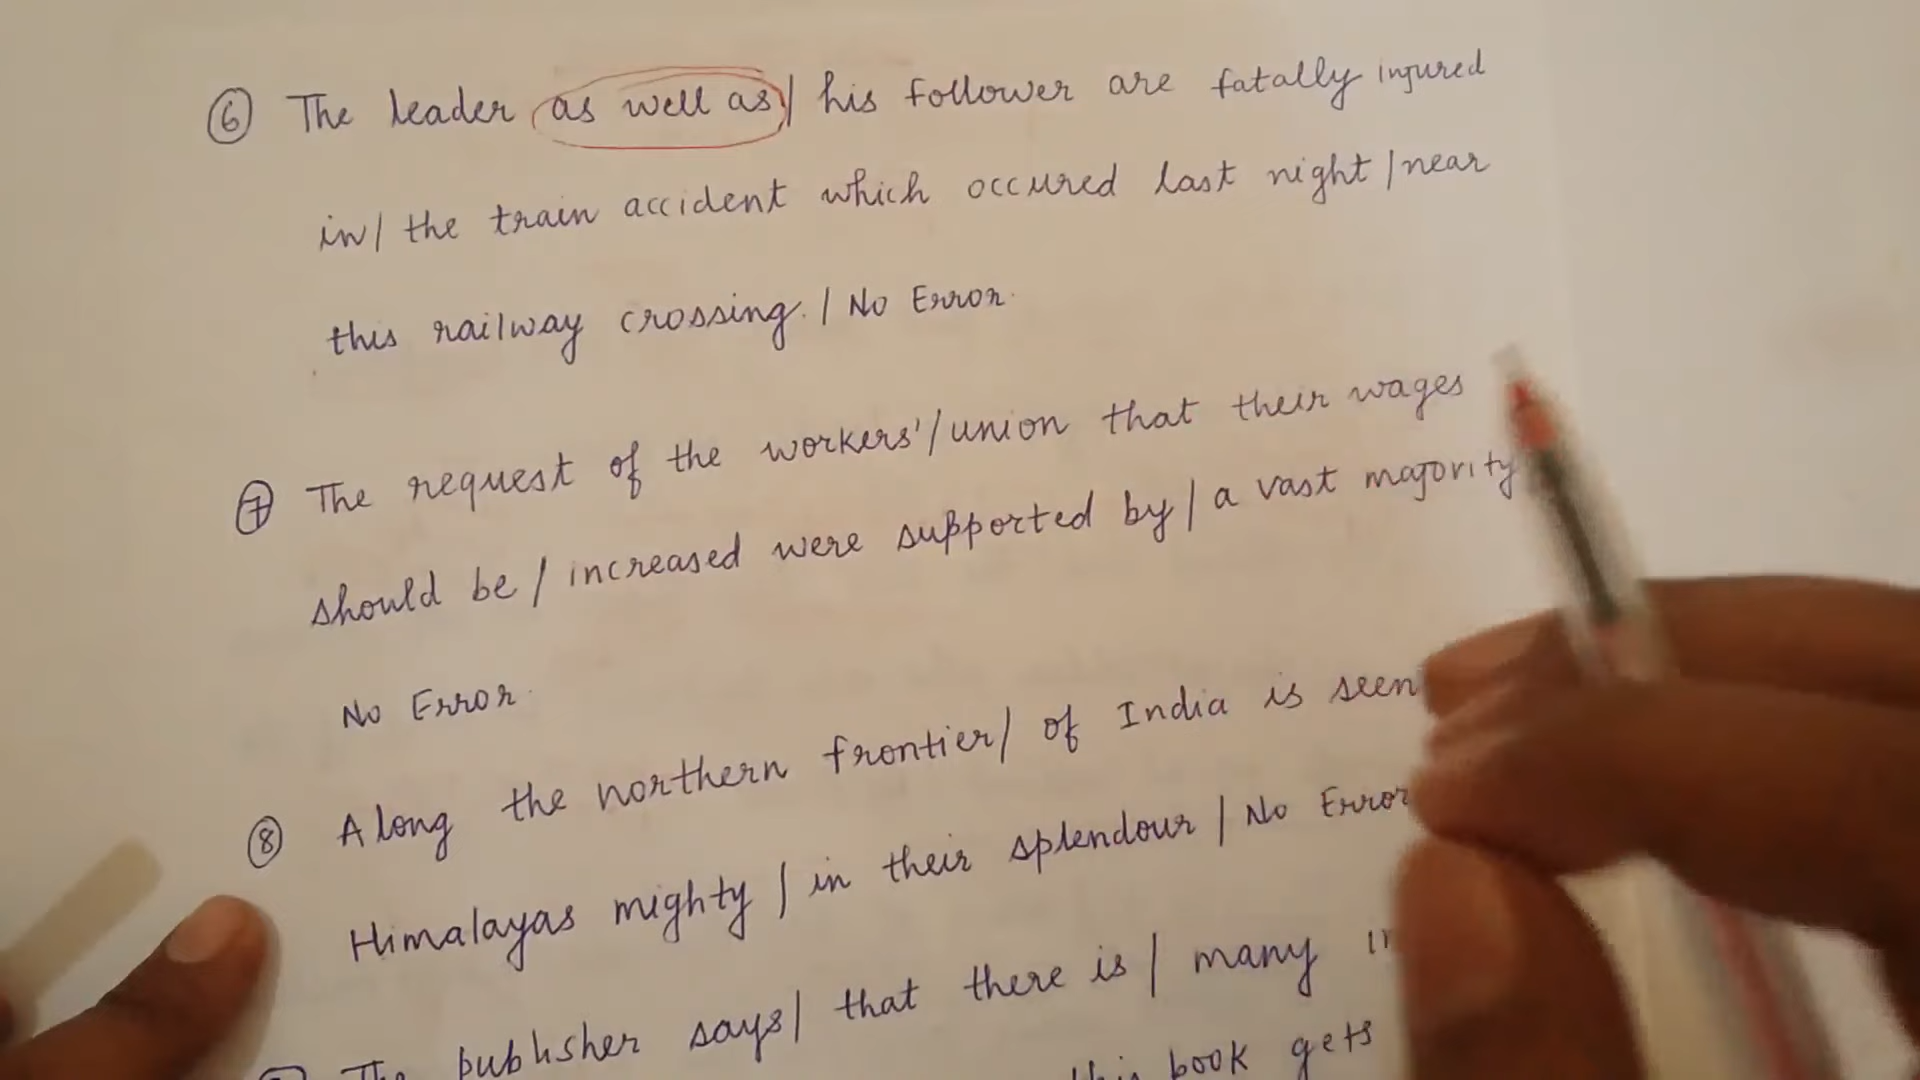 ⑥ The leader as well as/ his follower are fatally injured
in/ the train accident which occured last night/near
this railway crossing./ No Error.
⑦ The request of the workers'/union that their wages
should be/ increased were supported by/ a vast majority
No Error.
⑧ Along the northern frontier/ of India is seen
Himalayas mighty / in their splendour / No Error
The publisher says/ that there is/ many
book gets